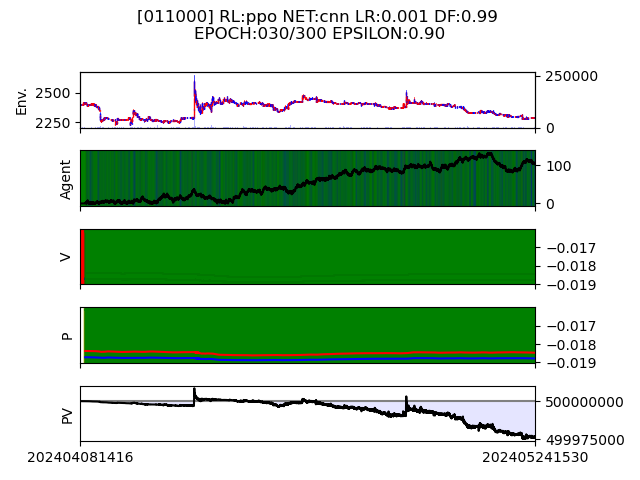 [011000] RL:ppo NET:cnn LR:0.001 DF:0.99
EPOCH:030/300 EPSILON:0.90
Env.
2500
2250
250000
0
Agent
100
0
V
−0.017
−0.018
−0.019
P
−0.017
−0.018
−0.019
PV
500000000
499975000
202404081416
202405241530